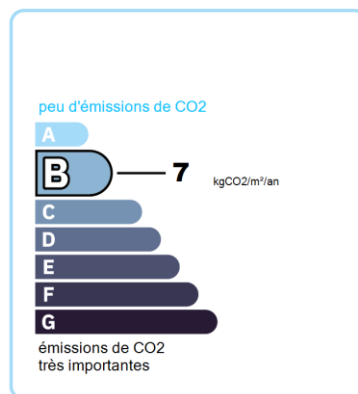 peu d'émissions de CO2
A
B 7 kgCO2/m²/an
C
D
E
F
G
émissions de CO2
très importantes